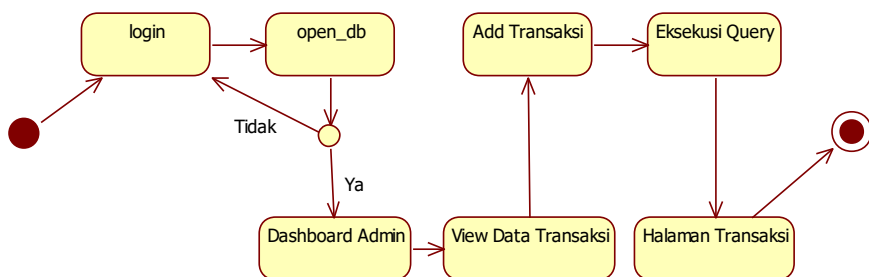 login
open_db
Add Transaksi
Eksekusi Query
Tidak
Ya
Dashboard Admin
View Data Transaksi
Halaman Transaksi